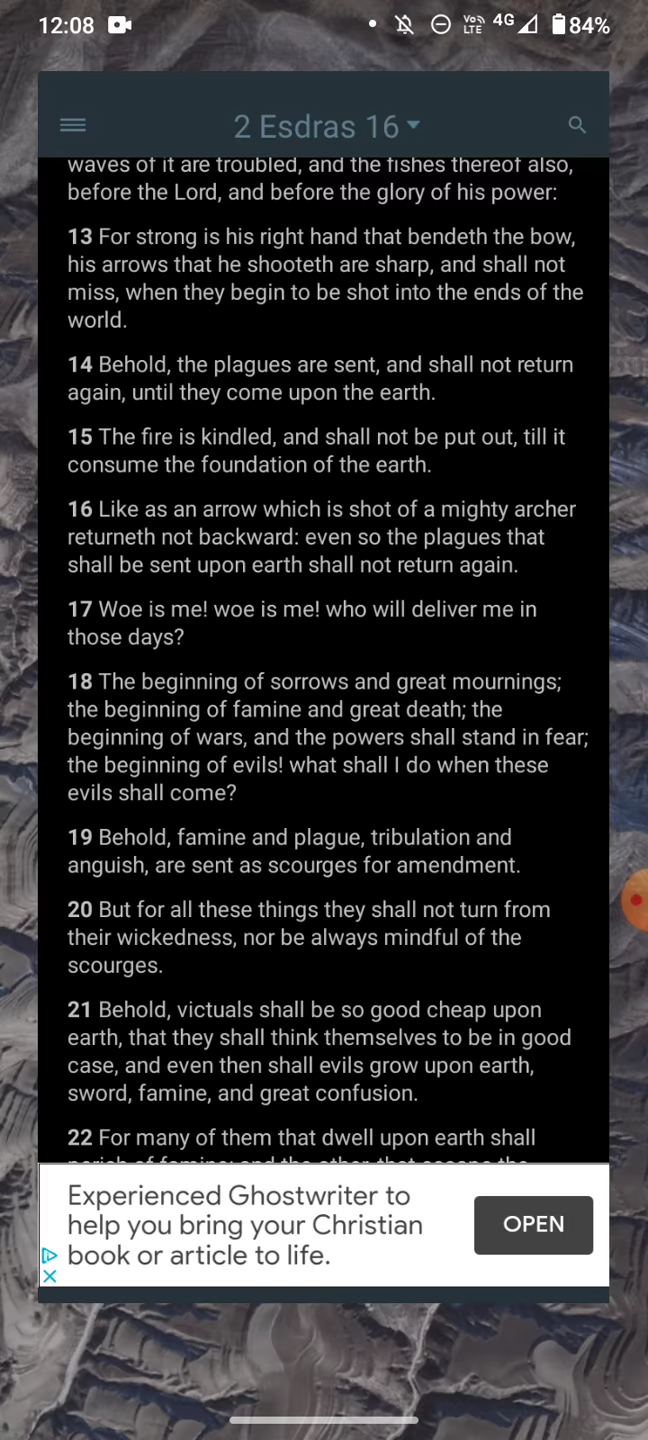 12:08
Vo)) LTE 4G 84%
2 Esdras 16
waves of it are troubled, and the fishes thereof also,
before the Lord, and before the glory of his power:
13 For strong is his right hand that bendeth the bow,
his arrows that he shooteth are sharp, and shall not
miss, when they begin to be shot into the ends of the
world.
14 Behold, the plagues are sent, and shall not return
again, until they come upon the earth.
15 The fire is kindled, and shall not be put out, till it
consume the foundation of the earth.
16 Like as an arrow which is shot of a mighty archer
returneth not backward: even so the plagues that
shall be sent upon earth shall not return again.
17 Woe is me! woe is me! who will deliver me in
those days?
18 The beginning of sorrows and great mournings;
the beginning of famine and great death; the
beginning of wars, and the powers shall stand in fear;
the beginning of evils! what shall I do when these
evils shall come?
19 Behold, famine and plague, tribulation and
anguish, are sent as scourges for amendment.
20 But for all these things they shall not turn from
their wickedness, nor be always mindful of the
scourges.
21 Behold, victuals shall be so good cheap upon
earth, that they shall think themselves to be in good
case, and even then shall evils grow upon earth,
sword, famine, and great confusion.
22 For many of them that dwell upon earth shall
Experienced Ghostwriter to
help you bring your Christian
book or article to life.
OPEN